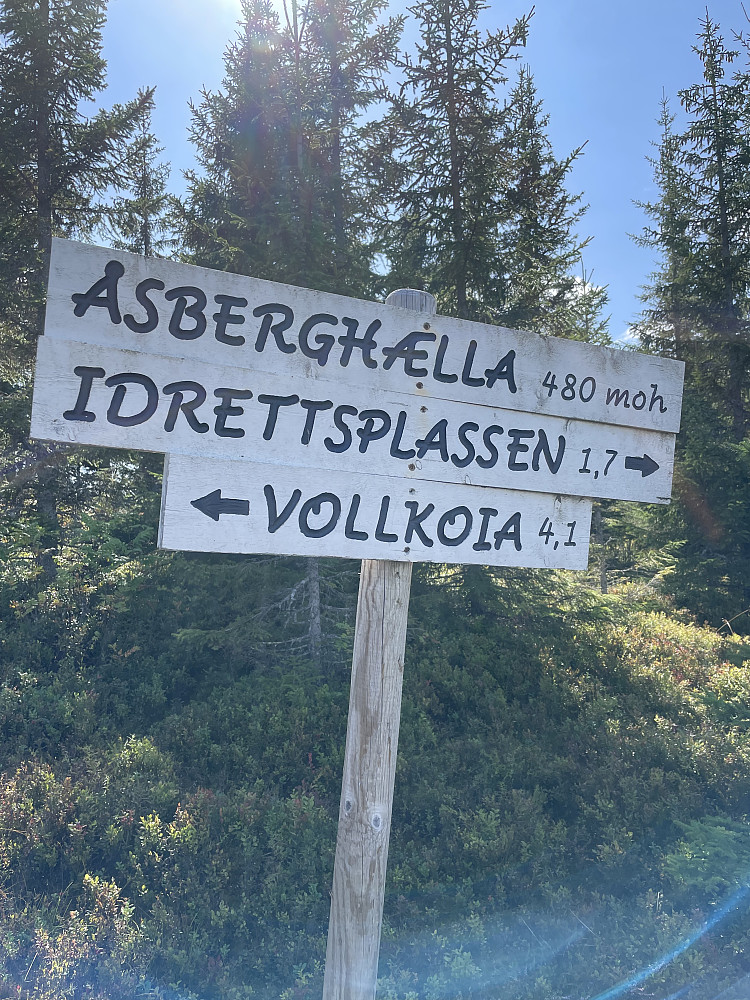 ÅSBERGHÆLLA 480 moh
IDRETTSPLASSEN 1,7 →
← VOLLKOIA 4,1